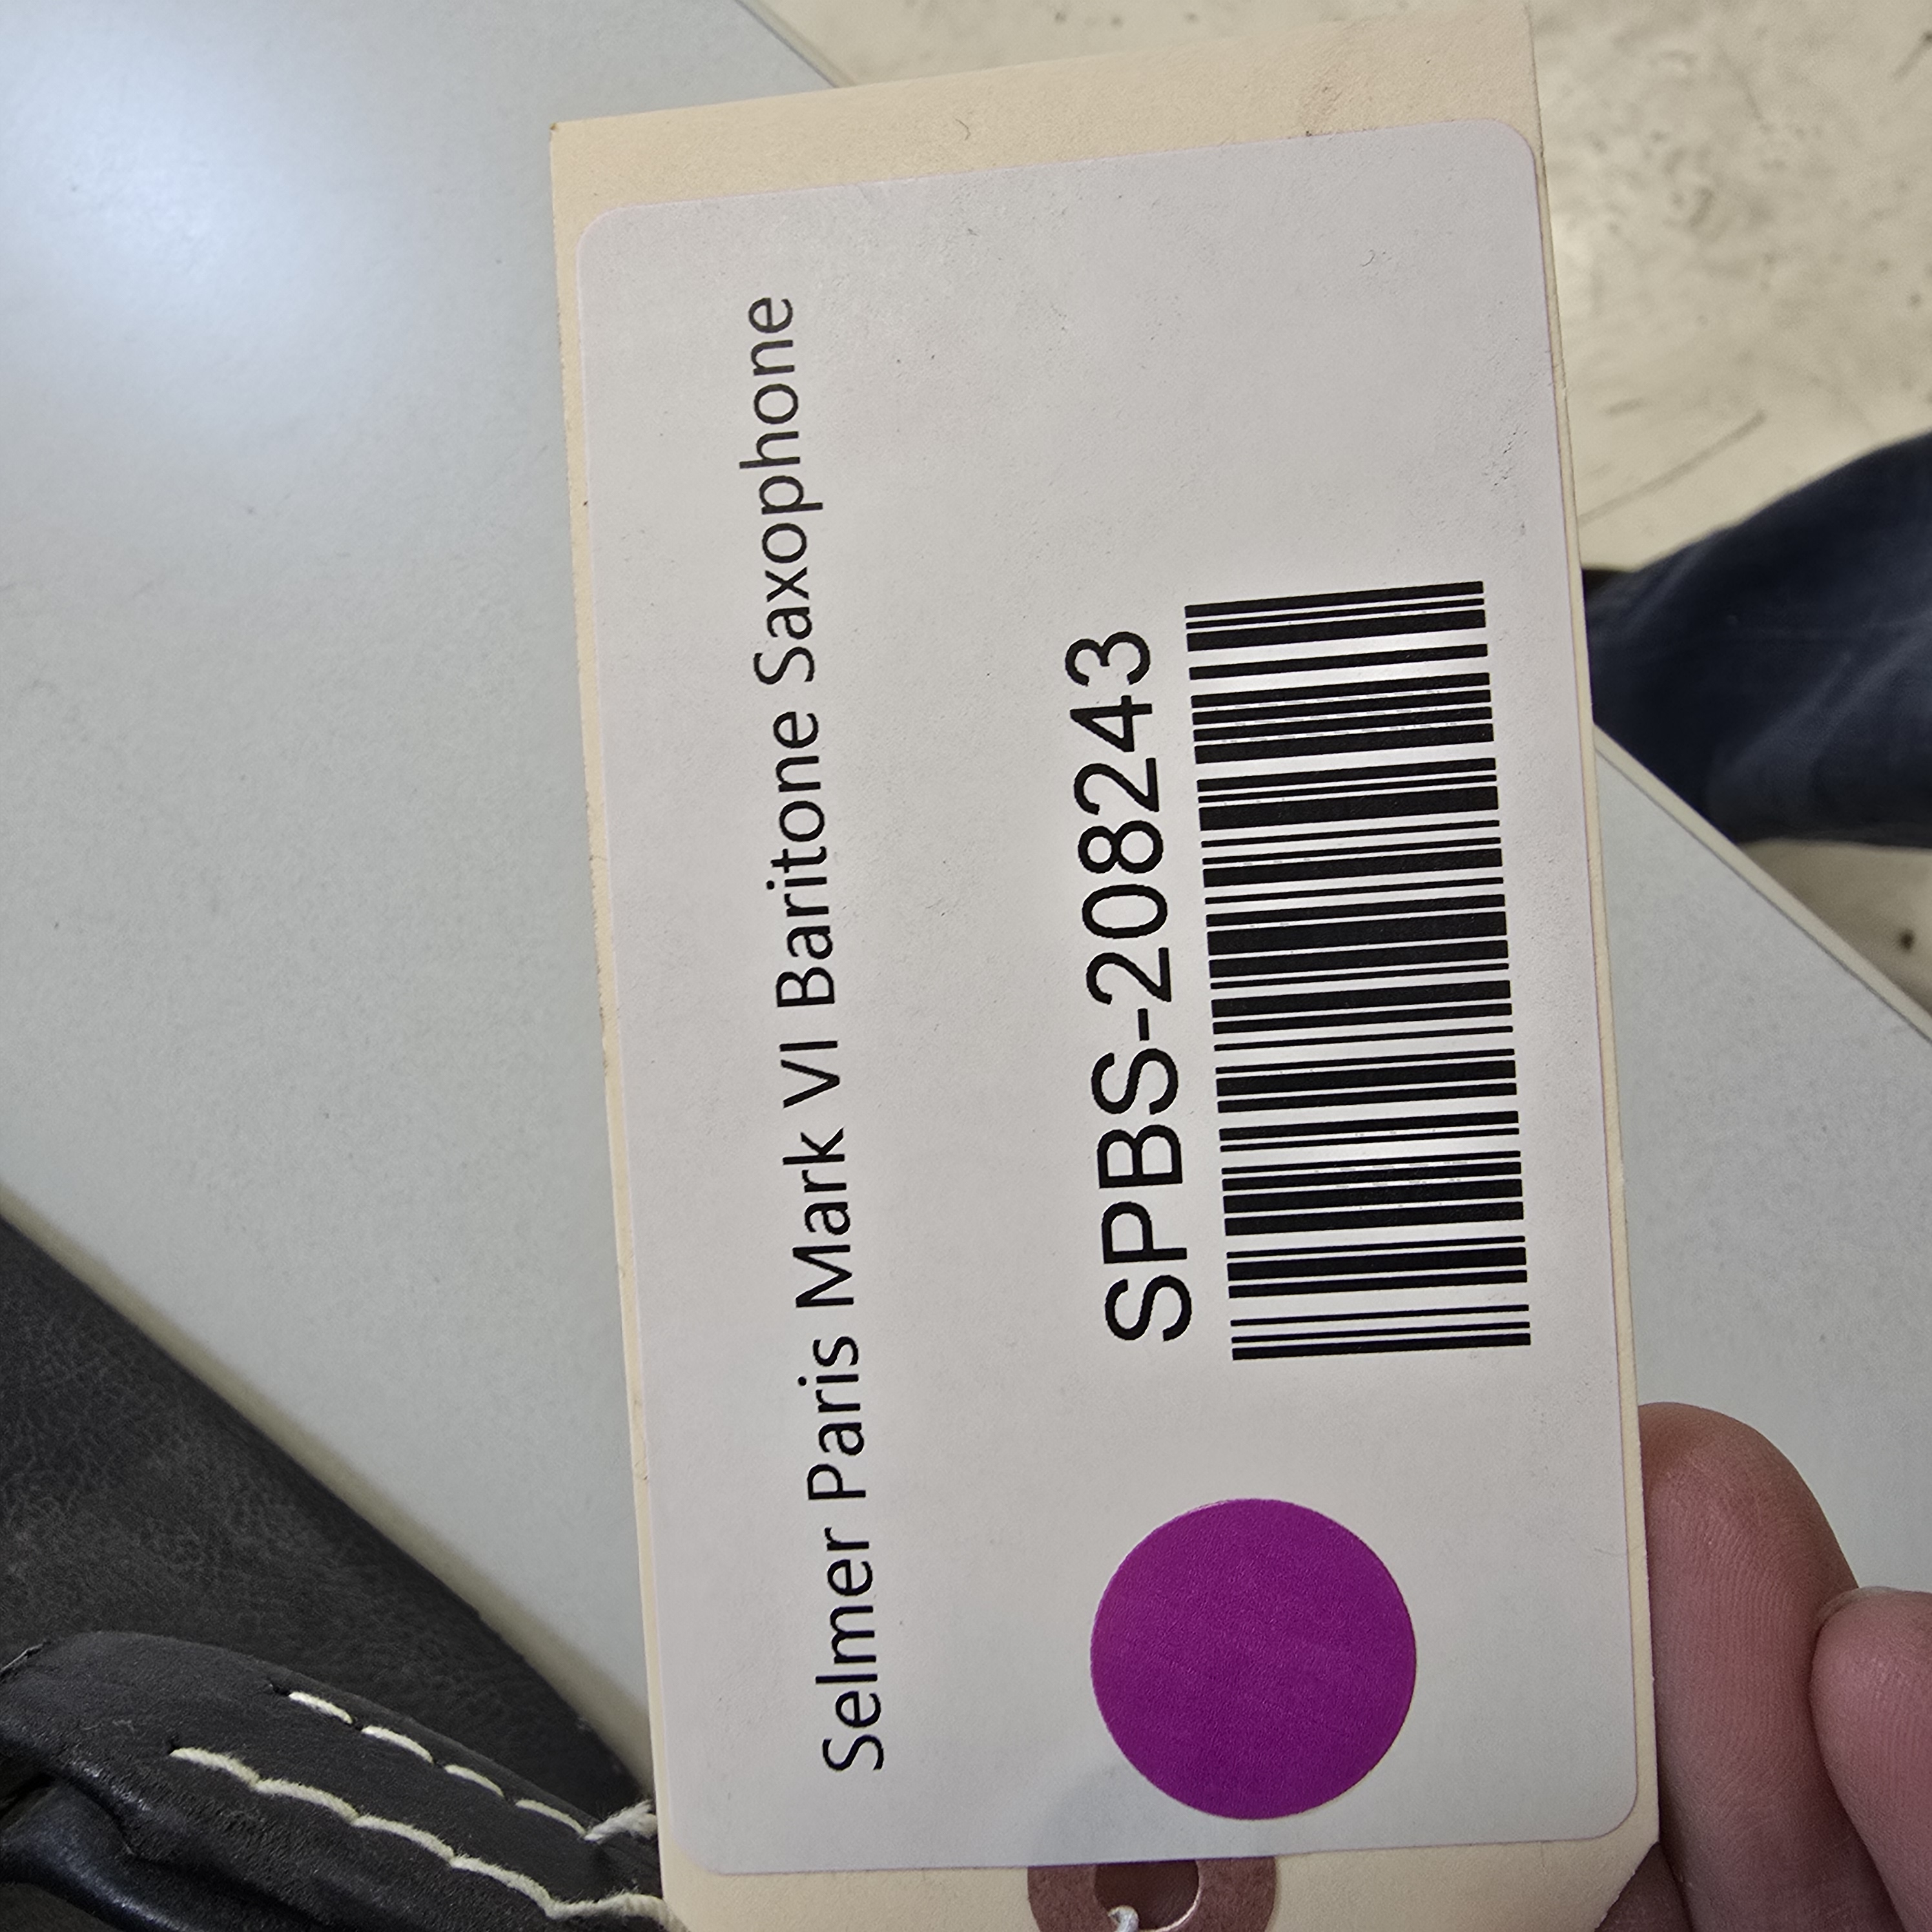 Selmer Paris Mark VI Baritone Saxophone
SPBS-208243